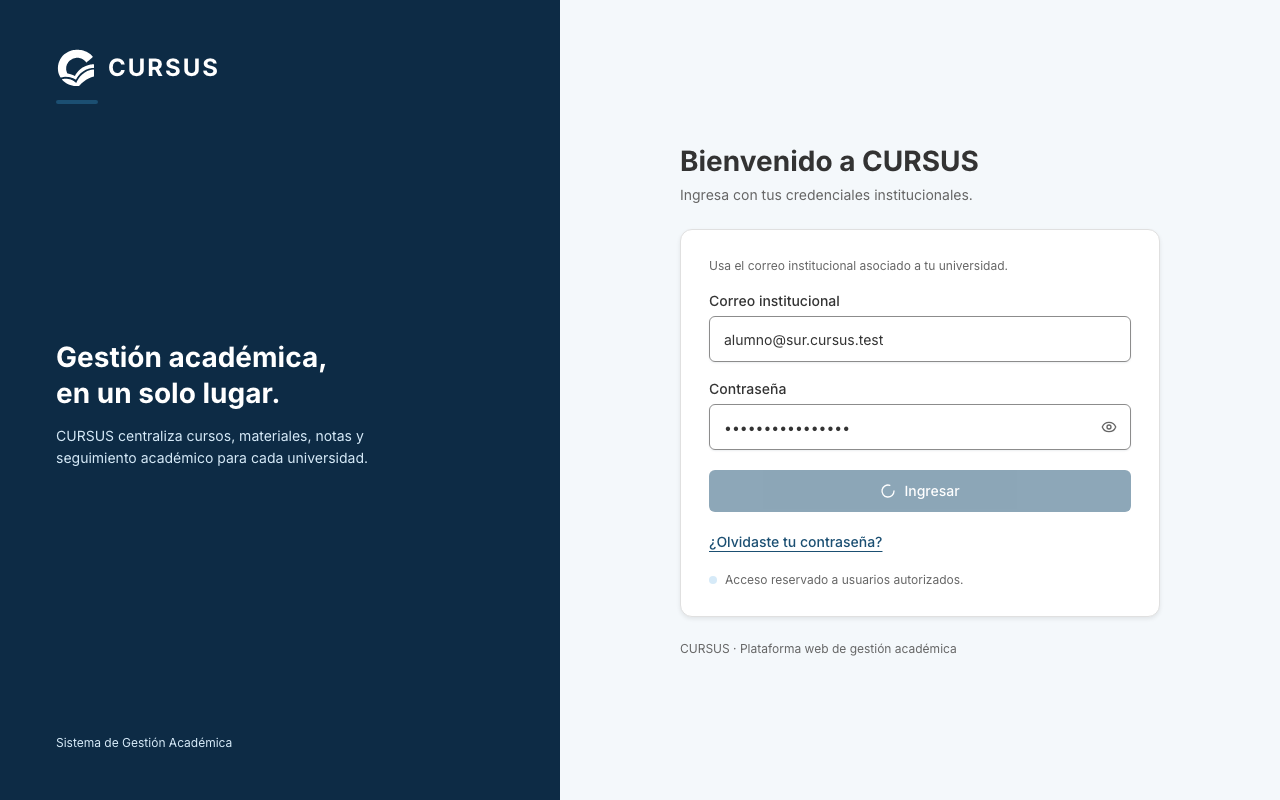 CURSUS
Gestión académica,
en un solo lugar.
CURSUS centraliza cursos, materiales, notas y
seguimiento académico para cada universidad.
Sistema de Gestión Académica
Bienvenido a CURSUS
Ingresa con tus credenciales institucionales.
Usa el correo institucional asociado a tu universidad.
Correo institucional
alumno@sur.cursus.test
Contraseña
••••••••••••••••
Ingresar
¿Olvidaste tu contraseña?
Acceso reservado a usuarios autorizados.
CURSUS · Plataforma web de gestión académica